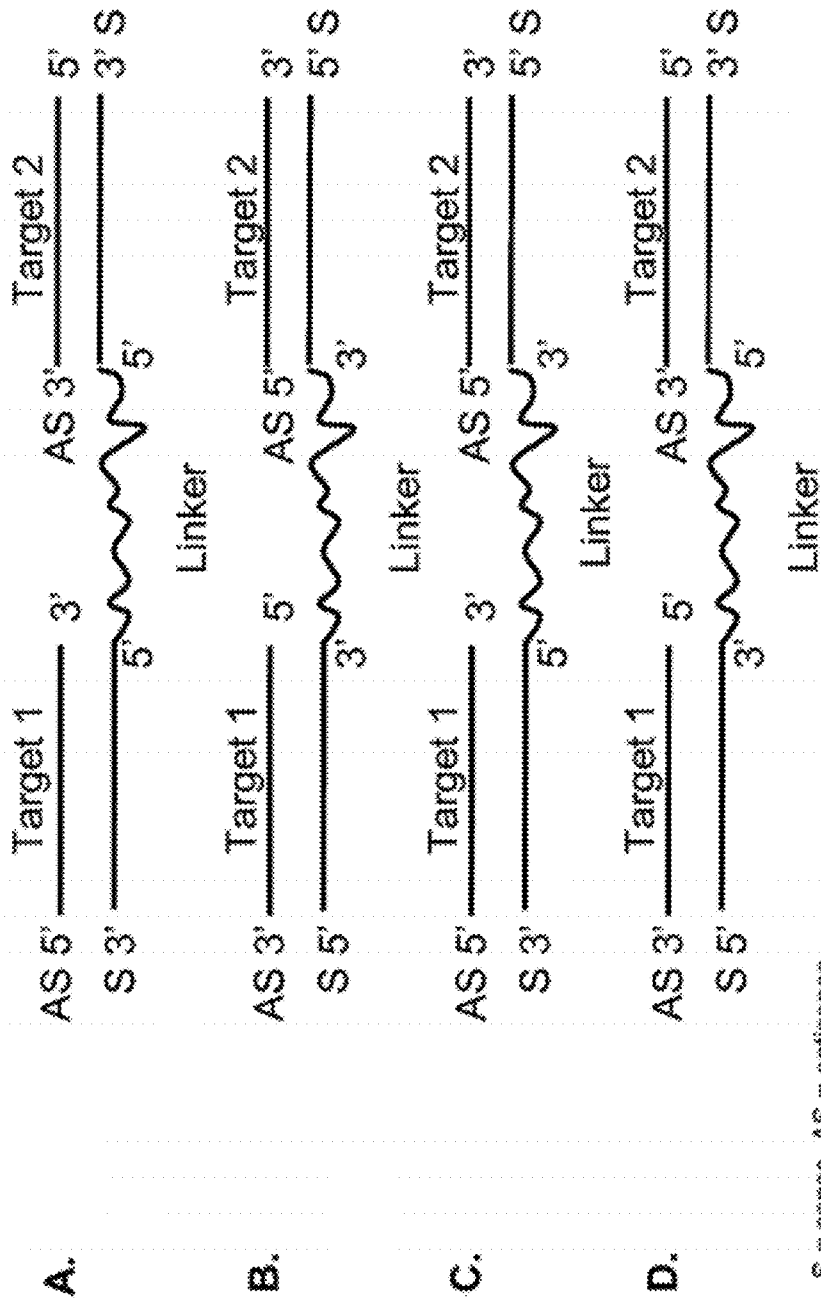 A.
Target 1 Target 2
AS 5' 3' AS 3' 5'
S 3' 5' 5' 3' S
Linker
B.
Target 1 Target 2
AS 3' 5' AS 5' 3'
S 5' 3' 3' 5' S
Linker
C.
Target 1 Target 2
AS 5' 3' AS 5' 3'
S 3' 5' 3' 5' S
Linker
D.
Target 1 Target 2
AS 3' 5' AS 3' 5'
S 5' 3' 5' 3' S
Linker
S = sense, AS = antisense